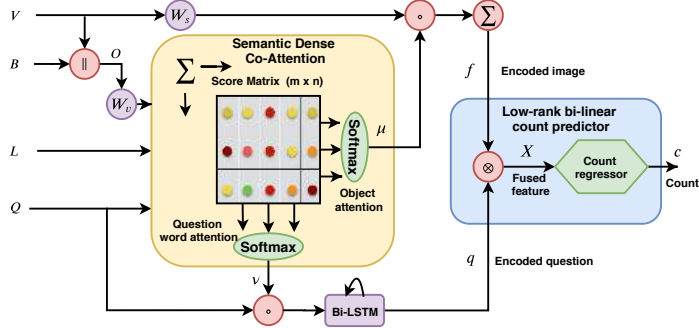 V
W_s
∘
Σ
B
||
O
W_v
L
Q
Semantic Dense
Co-Attention
Σ
Score Matrix (m x n)
Softmax
μ
Object
attention
Question
word attention
Softmax
ν
∘
Bi-LSTM
f
Encoded image
Low-rank bi-linear
count predictor
⊗
X
Fused
feature
Count
regressor
c
Count
q
Encoded question